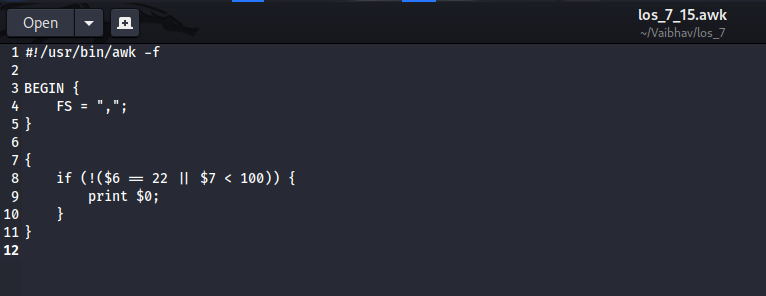 Open
los_7_15.awk
~/Vaibhav/los_7
1 #!/usr/bin/awk -f
2
3 BEGIN {
4     FS = ",";
5 }
6
7 {
8     if (!($6 == 22 || $7 < 100)) {
9         print $0;
10     }
11 }
12